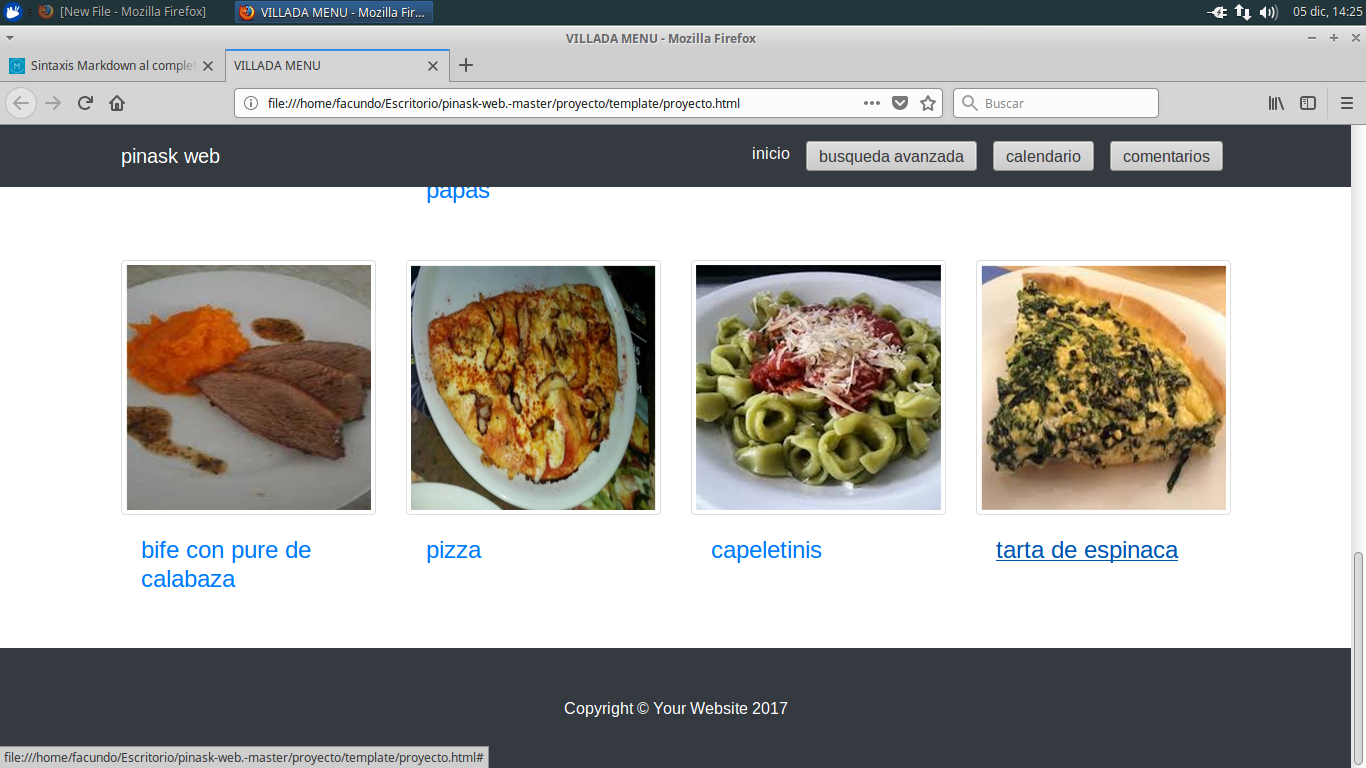 [New File - Mozilla Firefox]
VILLADA MENU - Mozilla Fir...
05 dic, 14:25
VILLADA MENU - Mozilla Firefox
Sintaxis Markdown al complet
VILLADA MENU
file:///home/facundo/Escritorio/pinask-web.-master/proyecto/template/proyecto.html
Buscar
pinask web
inicio
busqueda avanzada
calendario
comentarios
papas
bife con pure de
calabaza
pizza
capeletinis
tarta de espinaca
Copyright © Your Website 2017
file:///home/facundo/Escritorio/pinask-web.-master/proyecto/template/proyecto.html#